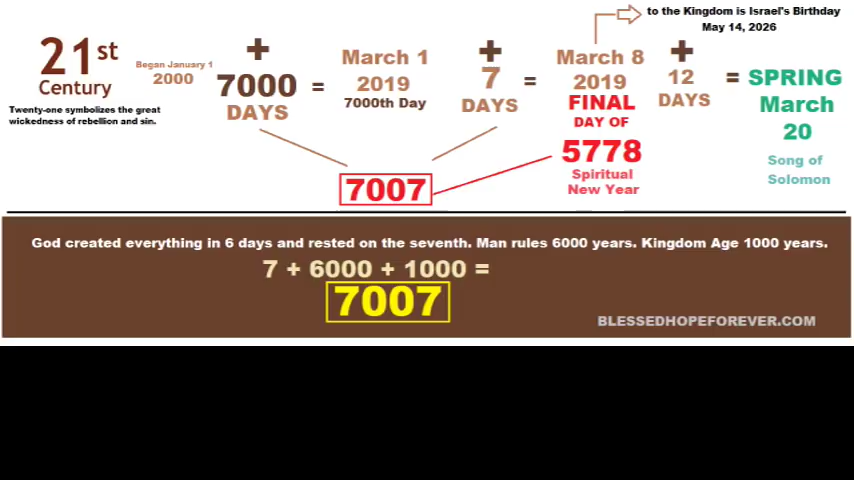 to the Kingdom is Israel's Birthday
May 14, 2026
21st
Century
Twenty-one symbolizes the great
wickedness of rebellion and sin.
Began January 1
2000
+
7000
DAYS
=
March 1
2019
7000th Day
+
7
DAYS
=
March 8
2019
FINAL
DAY OF
5778
Spiritual
New Year
+
12
DAYS
=
SPRING
March
20
Song of
Solomon
7007
God created everything in 6 days and rested on the seventh. Man rules 6000 years. Kingdom Age 1000 years.
7 + 6000 + 1000 =
7007
BLESSEDHOPEFOREVER.COM